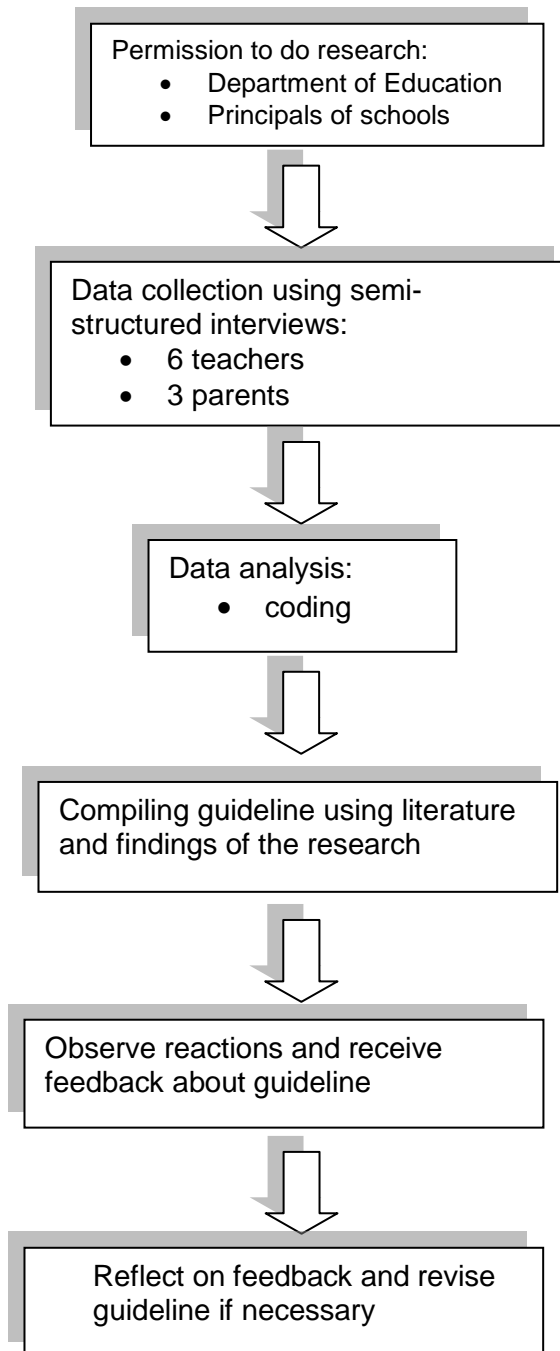 Permission to do research:
• Department of Education
• Principals of schools
Data collection using semi-
structured interviews:
• 6 teachers
• 3 parents
Data analysis:
• coding
Compiling guideline using literature
and findings of the research
Observe reactions and receive
feedback about guideline
Reflect on feedback and revise
guideline if necessary